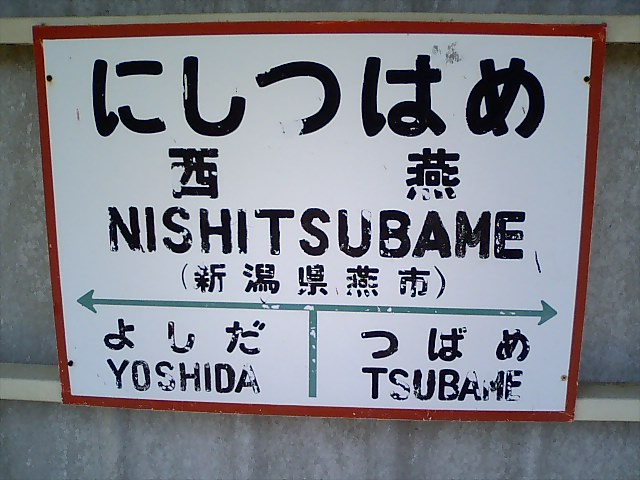 にしつはめ
西 燕
NISHITSUBAME
(新潟県燕市)
よしだ つばめ
YOSHIDA TSUBAME